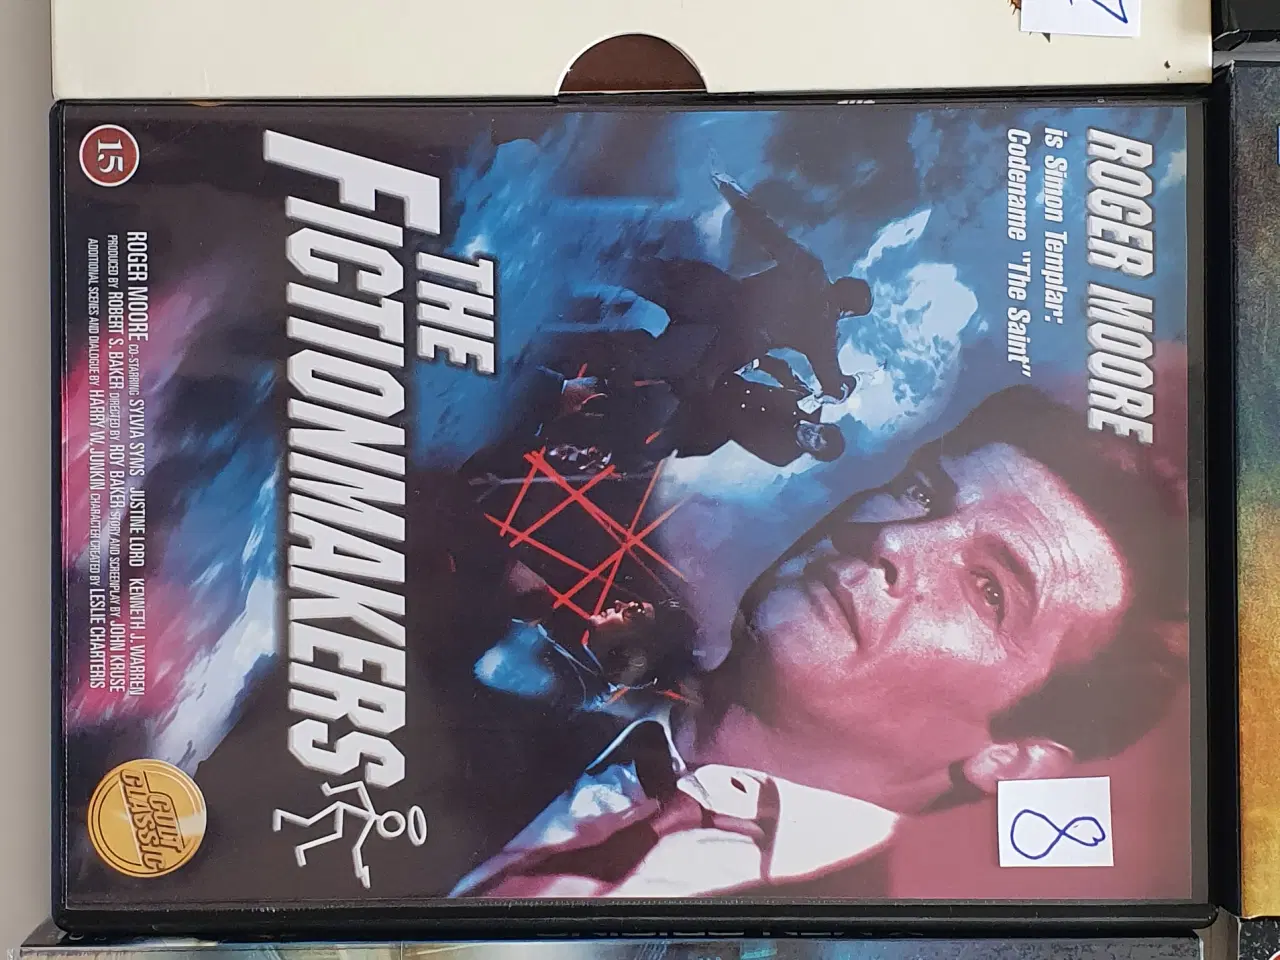 ROGER MOORE
is Simon Templar:
Codename "The Saint"
8
THE
FICTIONMAKERS
15
ROGER MOORE CO-STARRING SYLVIA SYMS JUSTINE LORD KENNETH J. WARREN
PRODUCED BY ROBERT S. BAKER DIRECTED BY ROY BAKER STORY AND SCREENPLAY BY JOHN KRUSE
ADDITIONAL SCENES AND DIALOGUE BY HARRY W. JUNKIN CHARACTER CREATED BY LESLIE CHARTERIS
CULT
CLASSIC
7